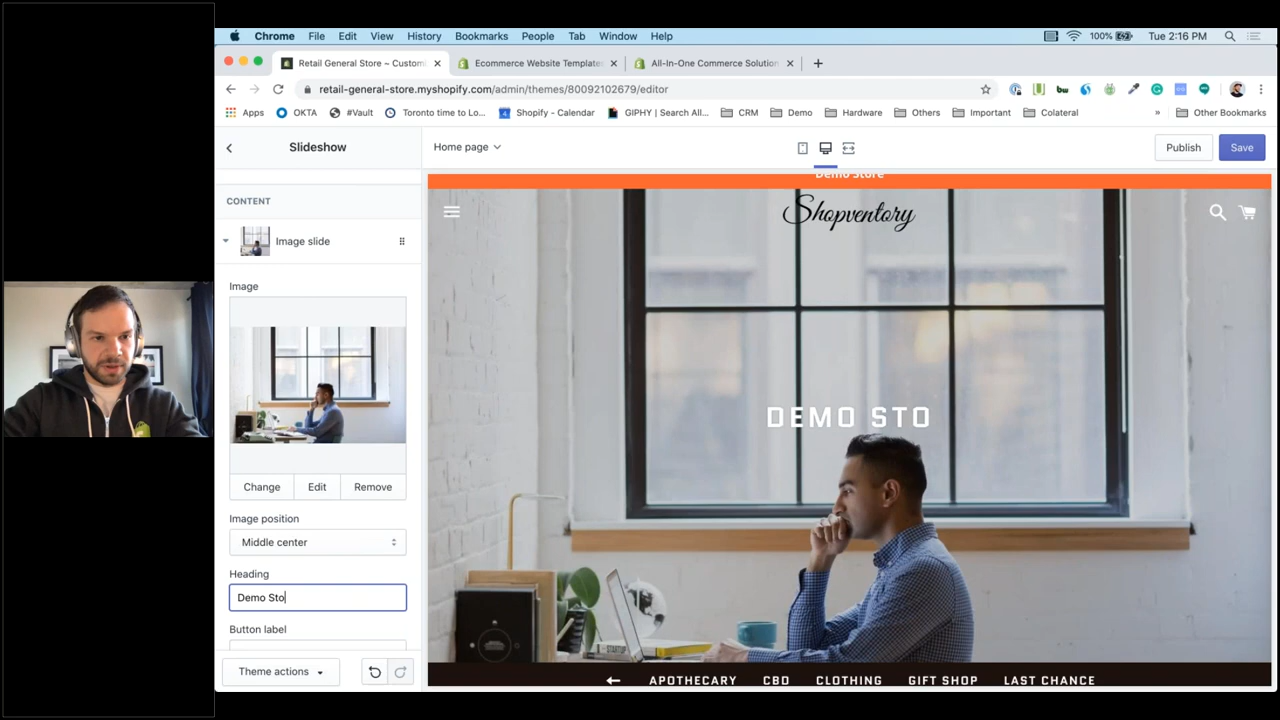 Chrome File Edit View History Bookmarks People Tab Window Help 100% Tue 2:16 PM
Retail General Store ~ Customi Ecommerce Website Templates All-In-One Commerce Solution
retail-general-store.myshopify.com/admin/themes/80092102679/editor
Apps OKTA #Vault Toronto time to Lo... Shopify - Calendar GIPHY | Search All... CRM Demo Hardware Others Important Colateral » Other Bookmarks
Slideshow Home page Publish Save
Demo Store
CONTENT
Shopventory
Image slide
Image
DEMO STO
Change Edit Remove
Image position
Middle center
Heading
Demo Sto
Button label
Theme actions
APOTHECARY CBD CLOTHING GIFT SHOP LAST CHANCE